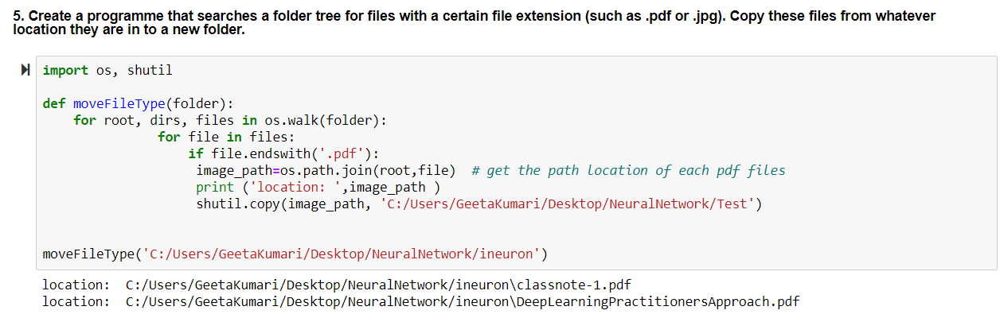 5. Create a programme that searches a folder tree for files with a certain file extension (such as .pdf or .jpg). Copy these files from whatever
location they are in to a new folder.
import os, shutil
def moveFileType(folder):
    for root, dirs, files in os.walk(folder):
               for file in files:
                   if file.endswith('.pdf'):
                    image_path=os.path.join(root,file)  # get the path location of each pdf files
                    print ('location: ',image_path )
                    shutil.copy(image_path, 'C:/Users/GeetaKumari/Desktop/NeuralNetwork/Test')
moveFileType('C:/Users/GeetaKumari/Desktop/NeuralNetwork/ineuron')
location:  C:/Users/GeetaKumari/Desktop/NeuralNetwork/ineuron\classnote-1.pdf
location:  C:/Users/GeetaKumari/Desktop/NeuralNetwork/ineuron\DeepLearningPractitionersApproach.pdf